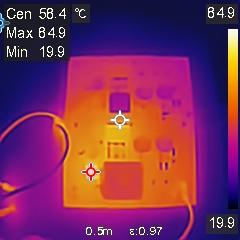 Cen 58.4 ℃
Max 84.9
Min 19.9
84.9
19.9
0.5m ε:0.97